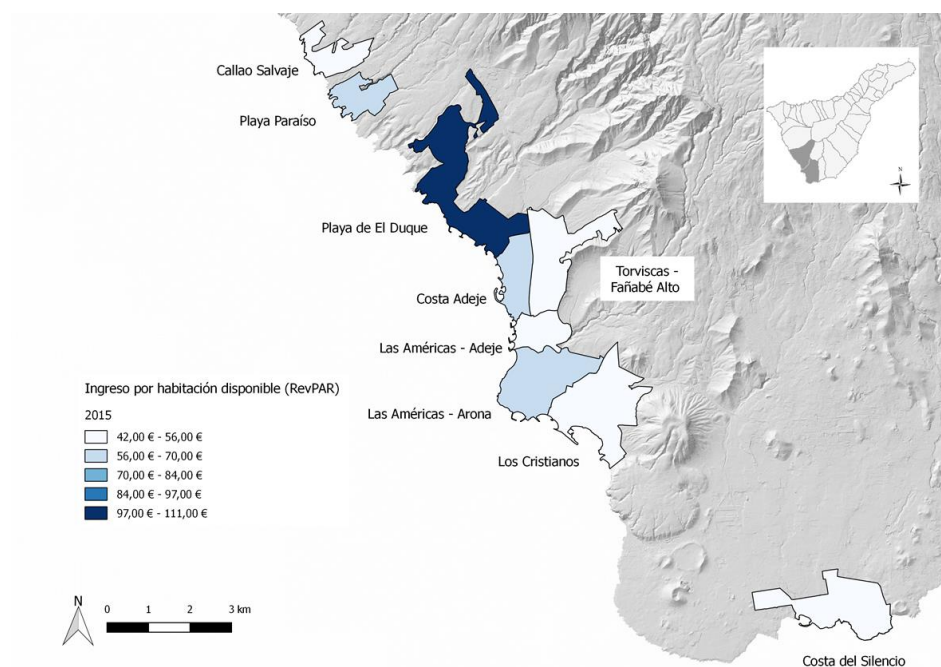 Callao Salvaje
Playa Paraíso
Playa de El Duque
Torviscas -
Fañabé Alto
Costa Adeje
Las Américas - Adeje
Las Américas - Arona
Los Cristianos
Costa del Silencio
Ingreso por habitación disponible (RevPAR)
2015
42,00 € - 56,00 €
56,00 € - 70,00 €
70,00 € - 84,00 €
84,00 € - 97,00 €
97,00 € - 111,00 €
N
0 1 2 3 km
N